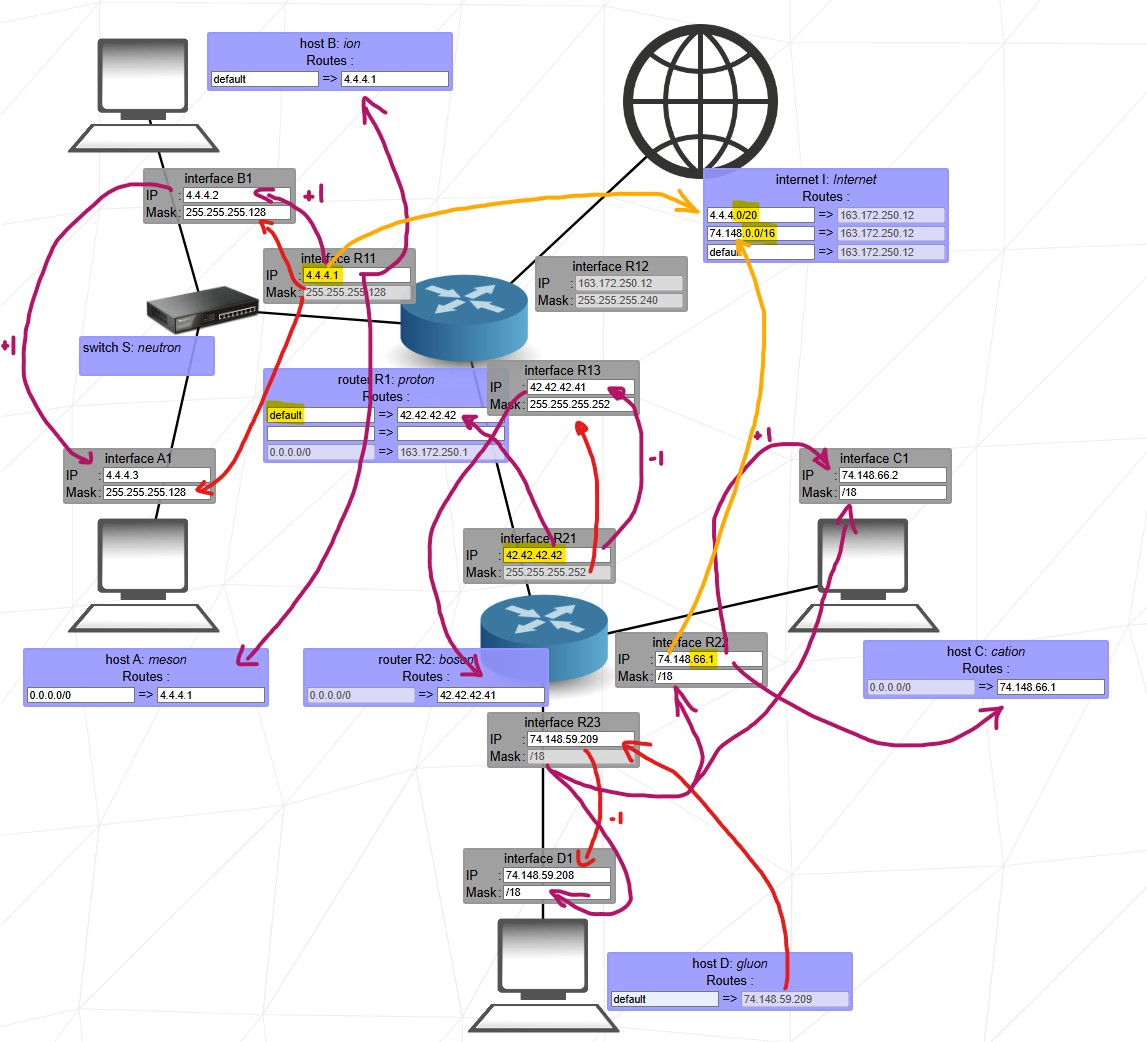 host B: ion
Routes :
default => 4.4.4.1
interface B1
IP : 4.4.4.2
Mask: 255.255.255.128
+1
internet I: Internet
Routes :
4.4.4.0/20 => 163.172.250.12
74.148.0.0/16 => 163.172.250.12
default => 163.172.250.12
interface R11
IP : 4.4.4.1
Mask: 255.255.255.128
interface R12
IP : 163.172.250.12
Mask: 255.255.255.240
switch S: neutron
+1
router R1: proton
Routes :
default => 42.42.42.42
=>
0.0.0.0/0 => 163.172.250.1
interface R13
IP : 42.42.42.41
Mask: 255.255.255.252
-1
interface A1
IP : 4.4.4.3
Mask: 255.255.255.128
+1
interface C1
IP : 74.148.66.2
Mask: /18
interface R21
IP : 42.42.42.42
Mask: 255.255.255.252
host A: meson
Routes :
0.0.0.0/0 => 4.4.4.1
router R2: boson
Routes :
0.0.0.0/0 => 42.42.42.41
interface R22
IP : 74.148.66.1
Mask: /18
host C: cation
Routes :
0.0.0.0/0 => 74.148.66.1
interface R23
IP : 74.148.59.209
Mask: /18
-1
interface D1
IP : 74.148.59.208
Mask: /18
host D: gluon
Routes :
default => 74.148.59.209